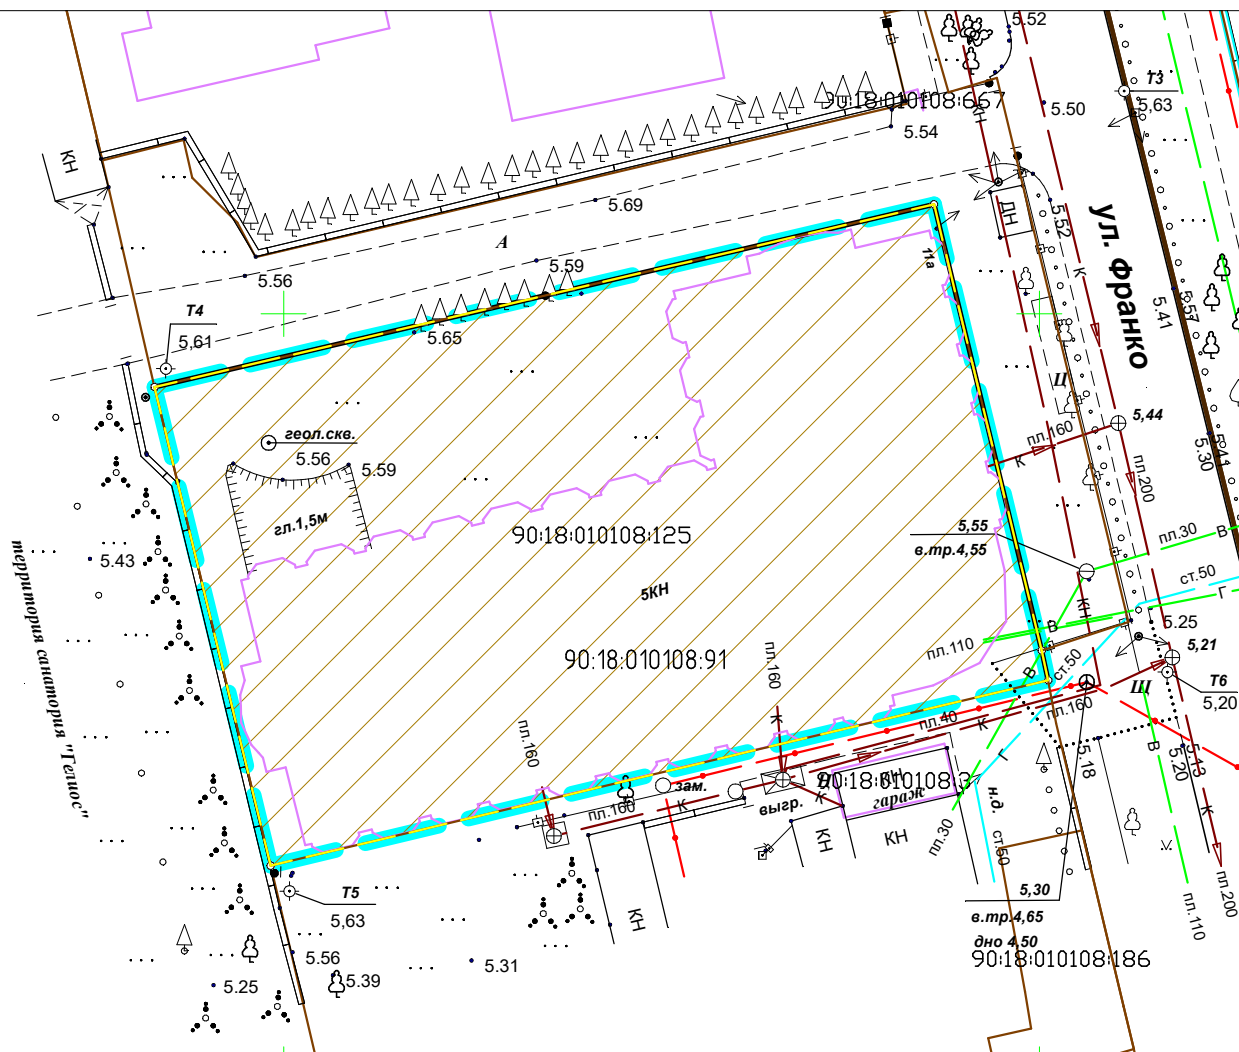 5.52
Т3
5,63
5.50
90:18:010108:667
КН
5.54
КН
5.69
ДН
5.52
ул. Франко
А
5.59
5.56
11а
К
5.57
5.41
Т4
5,61
5.65
Ц
5,44
пл.160
К
5.41
5.30
геол.скв.
5.56
5.59
пл.200
гл.1,5м
90:18:010108:125
5,55
в.тр.4,55
пл.30
В
5.43
территория санатория "Гелиос"
5КН
ст.50
Г
КН
В
5.25
90:18:010108:91
пл.110
5,21
пл.160
В
ст.50
Ш
Т6
5,20
К
пл.40
К
пл.160
пл.160
В
5.18
5.20
5.13
зам.
90:18:010108:3
КН
гараж
Г
н.д.
К
пл.160
К
выгр.
К
КН
КН
пл.30
ст.50
пл.200
пл.110
Т5
5,63
КН
5,30
в.тр.4,65
дно 4,50
90:18:010108:186
5.56
5.39
5.31
5.25